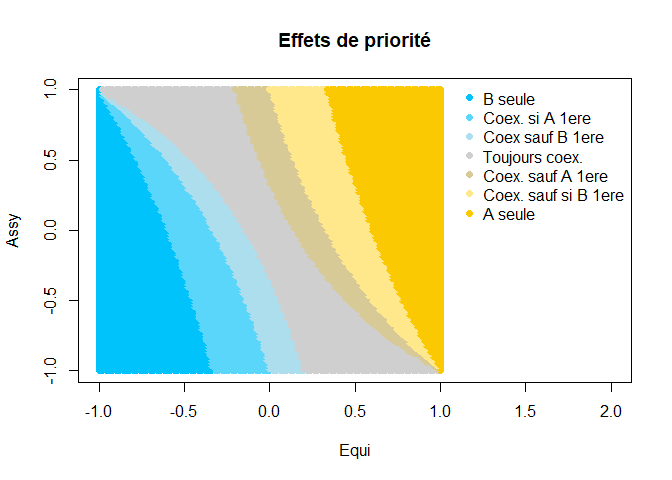 Effets de priorité
B seule
Coex. si A 1ere
Coex sauf B 1ere
Toujours coex.
Coex. sauf A 1ere
Coex. sauf si B 1ere
A seule
Assy
1.0
0.5
0.0
-0.5
-1.0
-1.0 -0.5 0.0 0.5 1.0 1.5 2.0
Equi